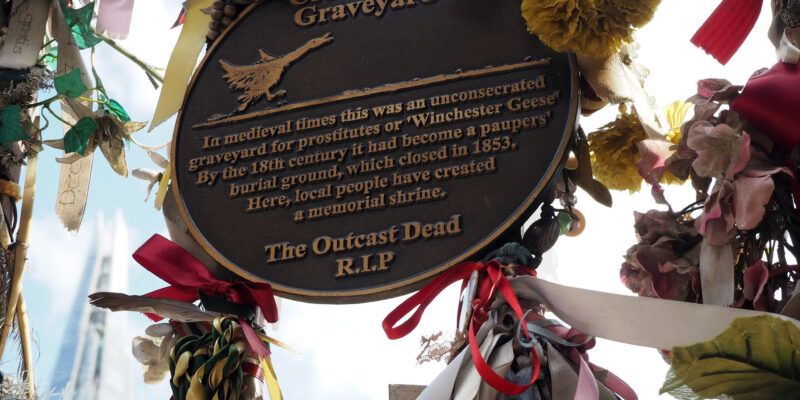 Graveyard
In medieval times this was an unconsecrated
graveyard for prostitutes or 'Winchester Geese'
By the 18th century it had become a paupers'
burial ground, which closed in 1853.
Here, local people have created
a memorial shrine.
The Outcast Dead
R.I.P